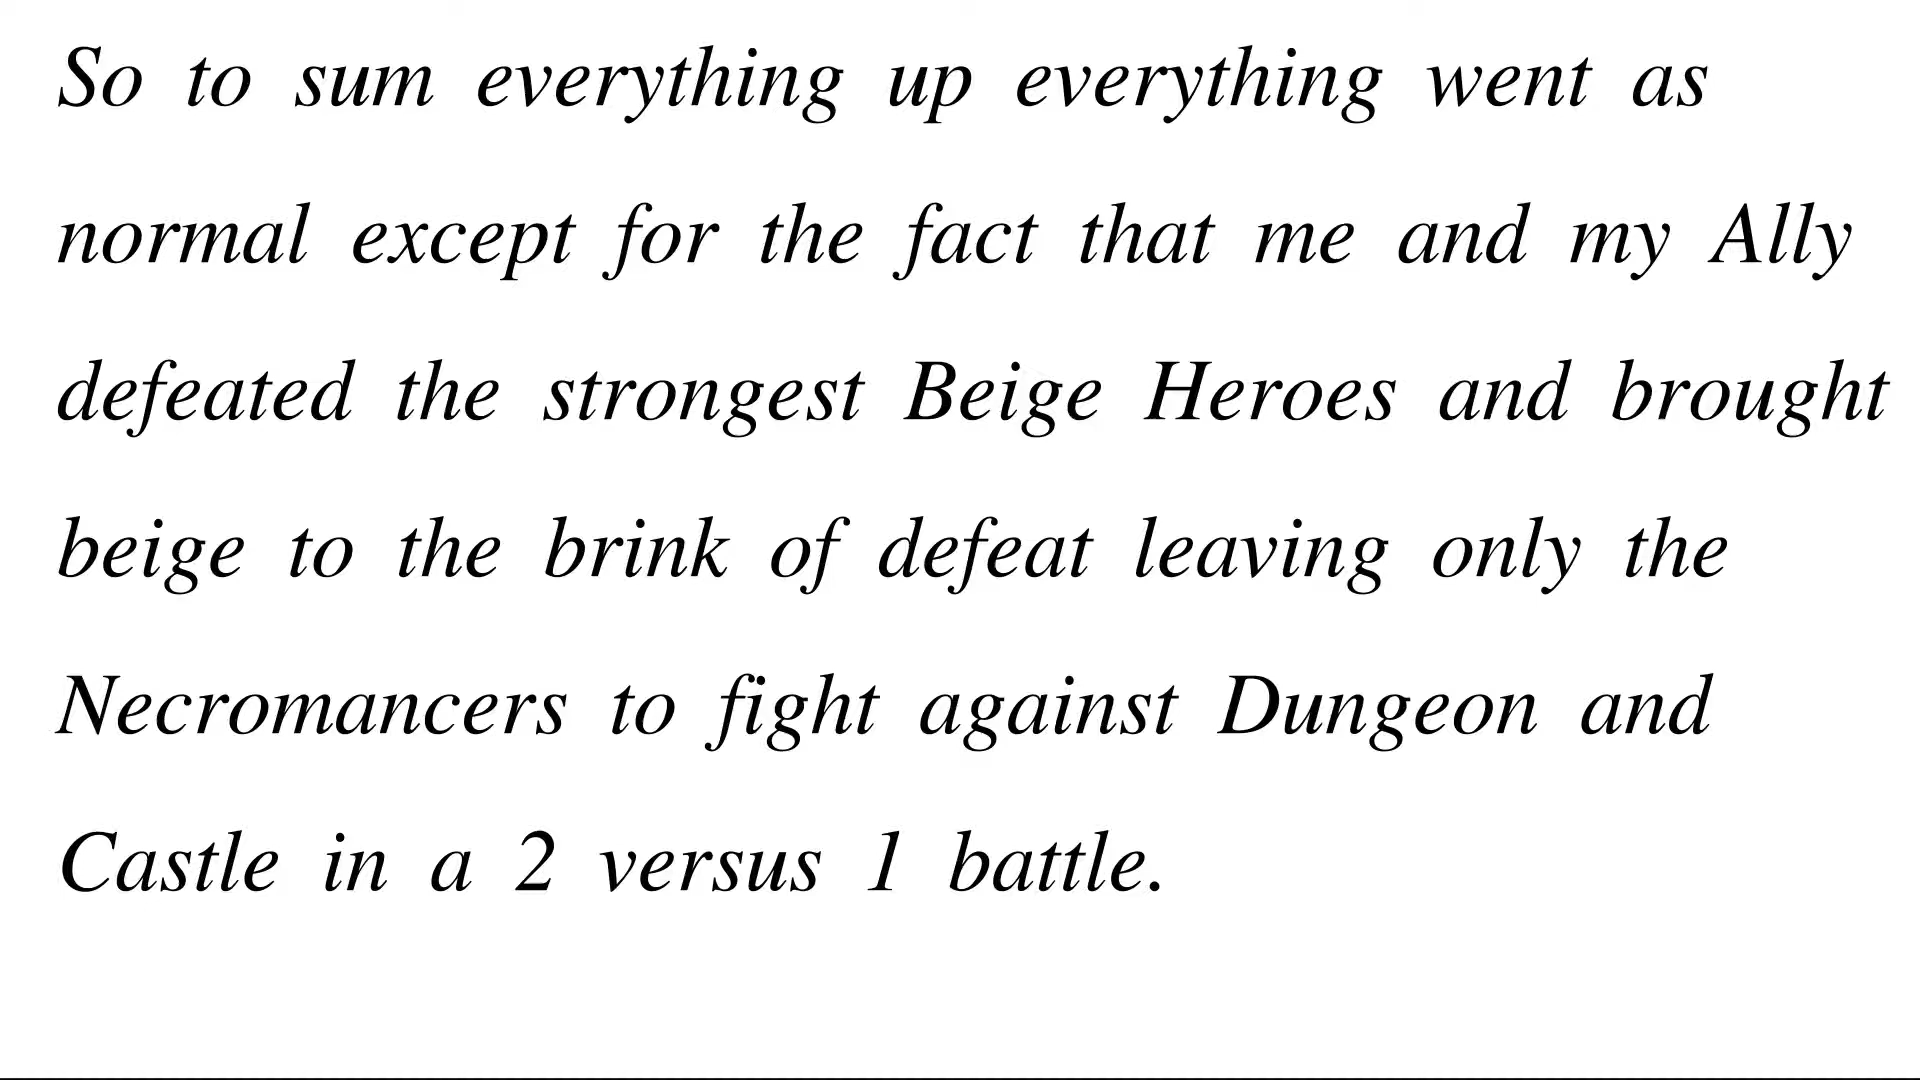 So to sum everything up everything went as
normal except for the fact that me and my Ally
defeated the strongest Beige Heroes and brought
beige to the brink of defeat leaving only the
Necromancers to fight against Dungeon and
Castle in a 2 versus 1 battle.